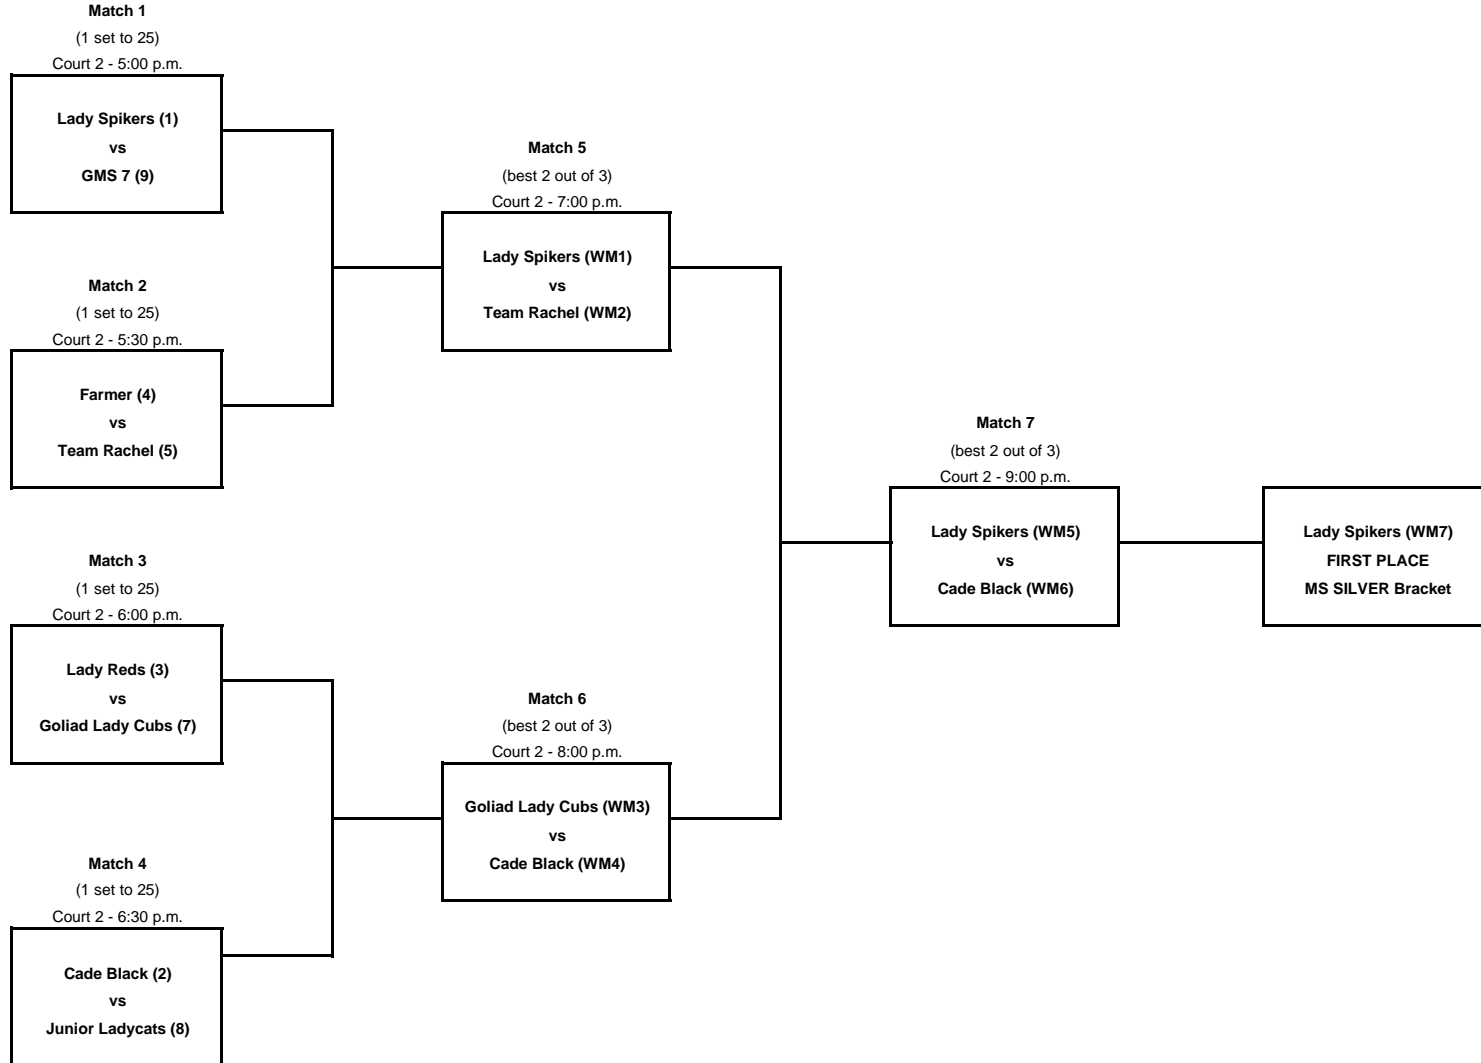 Match 1
(1 set to 25)
Court 2 - 5:00 p.m.
Lady Spikers (1)
vs
GMS 7 (9)
Match 2
(1 set to 25)
Court 2 - 5:30 p.m.
Farmer (4)
vs
Team Rachel (5)
Match 3
(1 set to 25)
Court 2 - 6:00 p.m.
Lady Reds (3)
vs
Goliad Lady Cubs (7)
Match 4
(1 set to 25)
Court 2 - 6:30 p.m.
Cade Black (2)
vs
Junior Ladycats (8)
Match 5
(best 2 out of 3)
Court 2 - 7:00 p.m.
Lady Spikers (WM1)
vs
Team Rachel (WM2)
Match 6
(best 2 out of 3)
Court 2 - 8:00 p.m.
Goliad Lady Cubs (WM3)
vs
Cade Black (WM4)
Match 7
(best 2 out of 3)
Court 2 - 9:00 p.m.
Lady Spikers (WM5)
vs
Cade Black (WM6)
Lady Spikers (WM7)
FIRST PLACE
MS SILVER Bracket